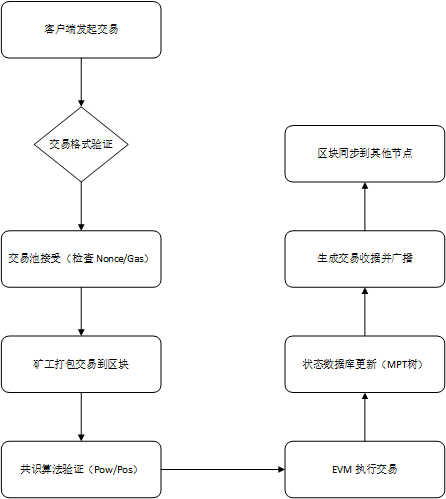 客户端发起交易
交易格式验证
交易池接受（检查 Nonce/Gas）
矿工打包交易到区块
共识算法验证（Pow/Pos）
EVM 执行交易
状态数据库更新（MPT树）
生成交易收据并广播
区块同步到其他节点